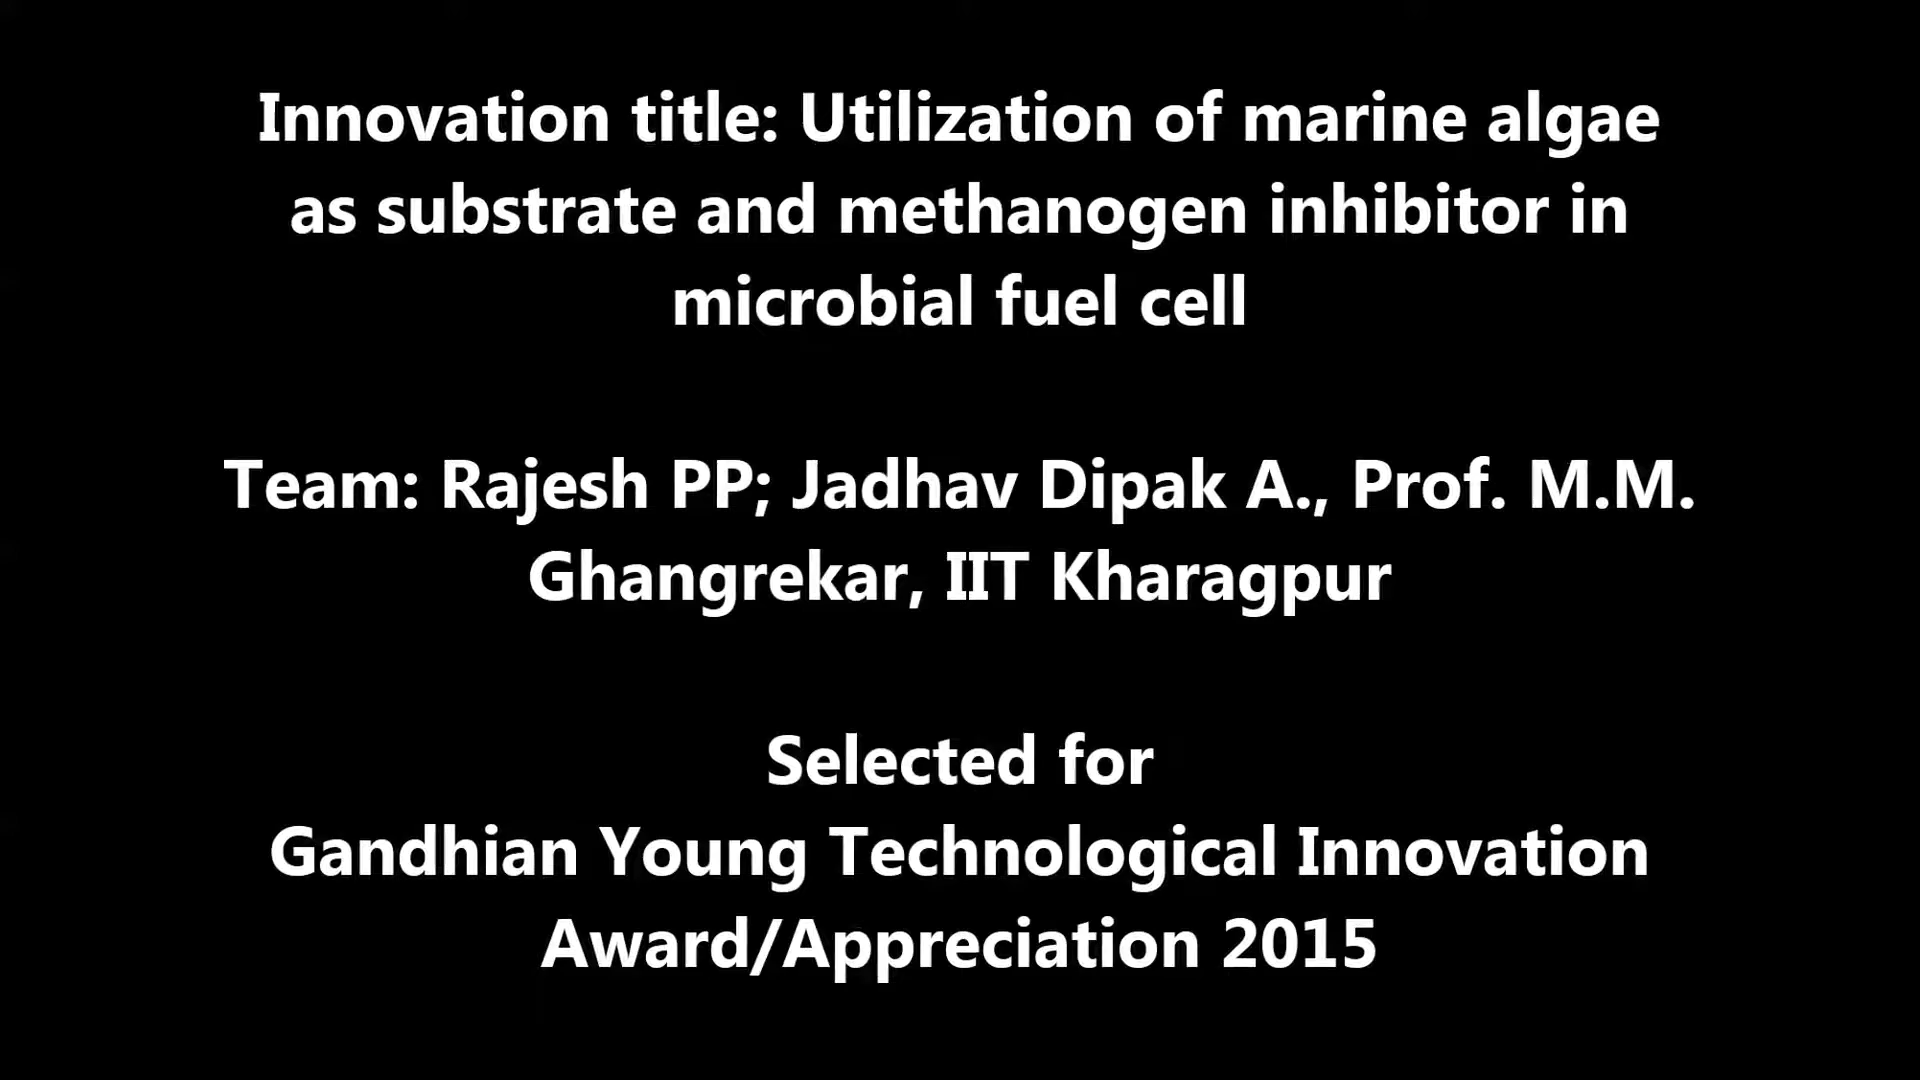 Innovation title: Utilization of marine algae
as substrate and methanogen inhibitor in
microbial fuel cell
Team: Rajesh PP; Jadhav Dipak A., Prof. M.M.
Ghangrekar, IIT Kharagpur
Selected for
Gandhian Young Technological Innovation
Award/Appreciation 2015